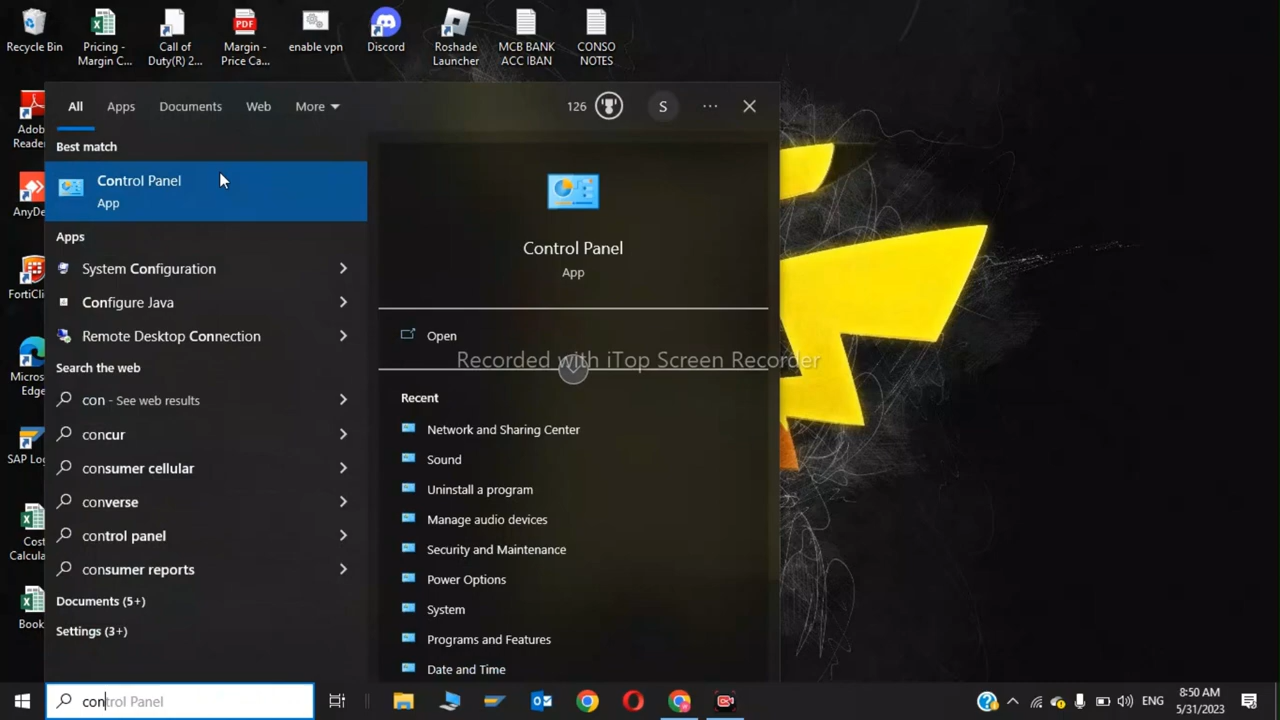 Recycle Bin
Pricing -
Margin C...
Call of
Duty(R) 2...
PDF
Margin -
Price Ca...
enable vpn
Discord
Roshade
Launcher
MCB BANK
ACC IBAN
CONSO
NOTES
Adobe
Reader
AnyDe
FortiCli
Micros
Edge
SAP Lo
Cost
Calcula
Book
All
Apps
Documents
Web
More
126
S
Best match
Control Panel
App
Apps
System Configuration
Configure Java
Remote Desktop Connection
Search the web
con - See web results
concur
consumer cellular
converse
control panel
consumer reports
Documents (5+)
Settings (3+)
Control Panel
App
Open
Recorded with iTop Screen Recorder
Recent
Network and Sharing Center
Sound
Uninstall a program
Manage audio devices
Security and Maintenance
Power Options
System
Programs and Features
Date and Time
control Panel
ENG
8:50 AM
5/31/2023